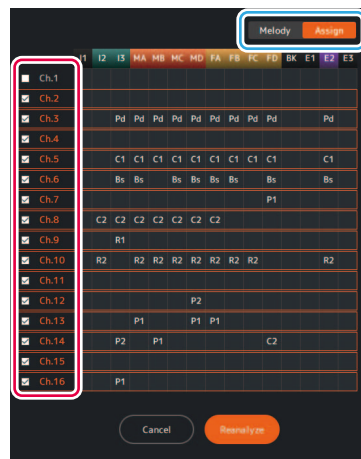 Melody Assign
I1 I2 I3 MA MB MC MD FA FB FC FD BK E1 E2 E3
Ch.1
Ch.2
Ch.3 Pd Pd Pd Pd Pd Pd Pd Pd Pd Pd
Ch.4
Ch.5 C1 C1 C1 C1 C1 C1 C1 C1 C1 C1
Ch.6 Bs Bs Bs Bs Bs Bs Bs Bs
Ch.7 P1
Ch.8 C2 C2 C2 C2 C2 C2 C2
Ch.9 R1
Ch.10 R2 R2 R2 R2 R2 R2 R2 R2 R2
Ch.11
Ch.12 P2
Ch.13 P1 P1 P1
Ch.14 P2 P1 C2
Ch.15
Ch.16 P1
Cancel Reanalyze